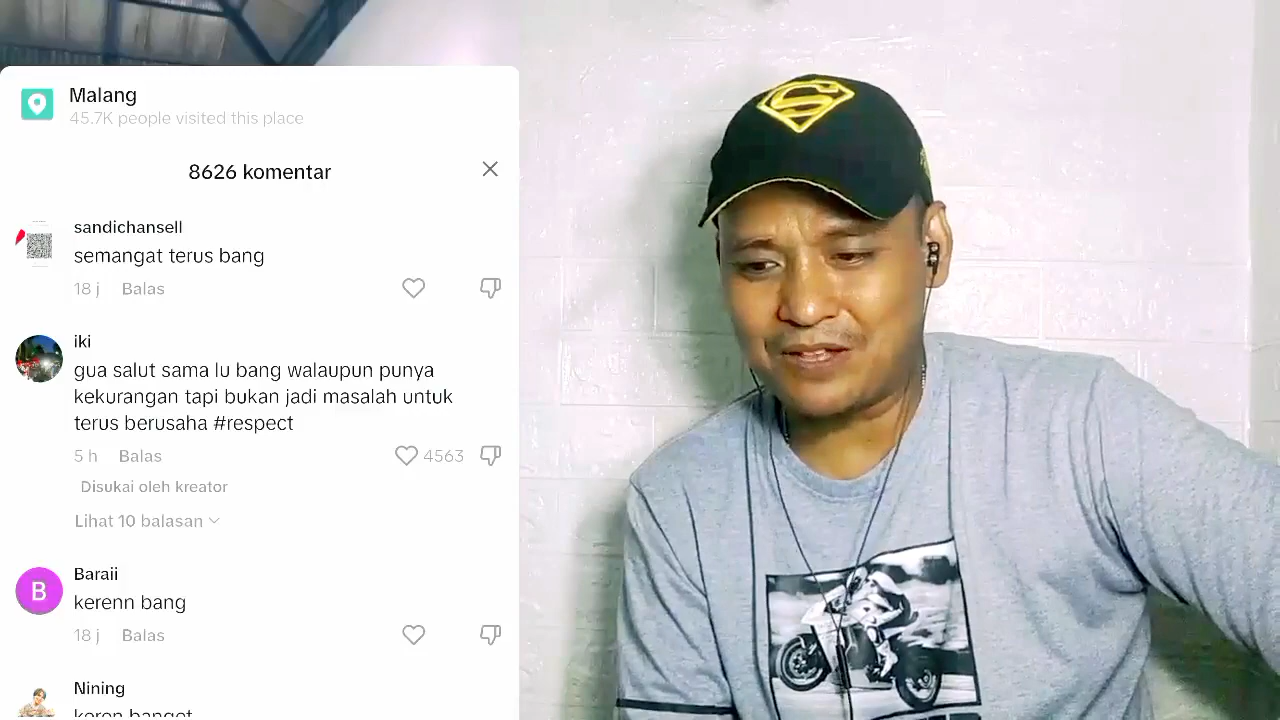 Malang
45.7K people visited this place
8626 komentar
sandichansell
semangat terus bang
18 j Balas
iki
gua salut sama lu bang walaupun punya
kekurangan tapi bukan jadi masalah untuk
terus berusaha #respect
5 h Balas 4563
Disukai oleh kreator
Lihat 10 balasan
B
Baraii
kerenn bang
18 j Balas
Nining
keren banget
S